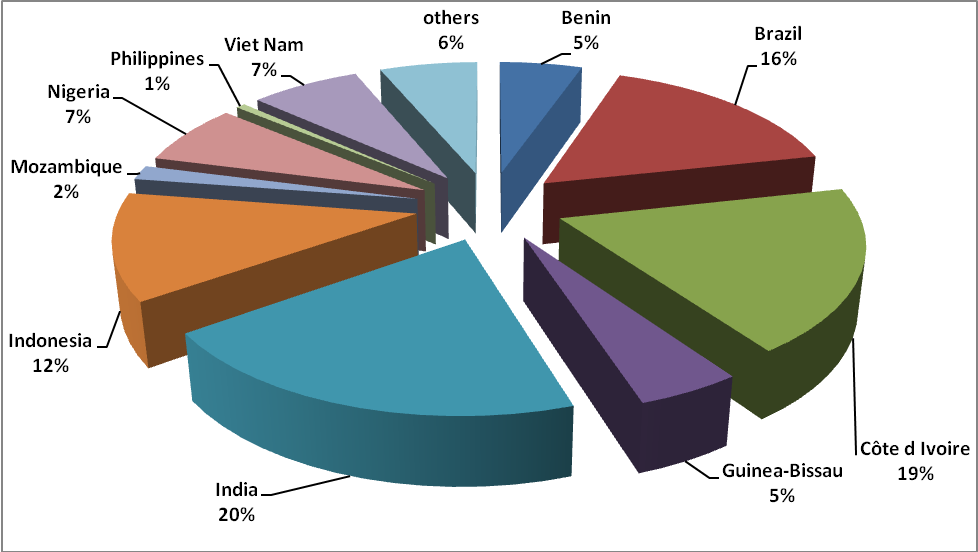 others
6%
Benin
5%
Brazil
16%
Viet Nam
7%
Philippines
1%
Nigeria
7%
Mozambique
2%
Indonesia
12%
India
20%
Guinea-Bissau
5%
Côte d Ivoire
19%